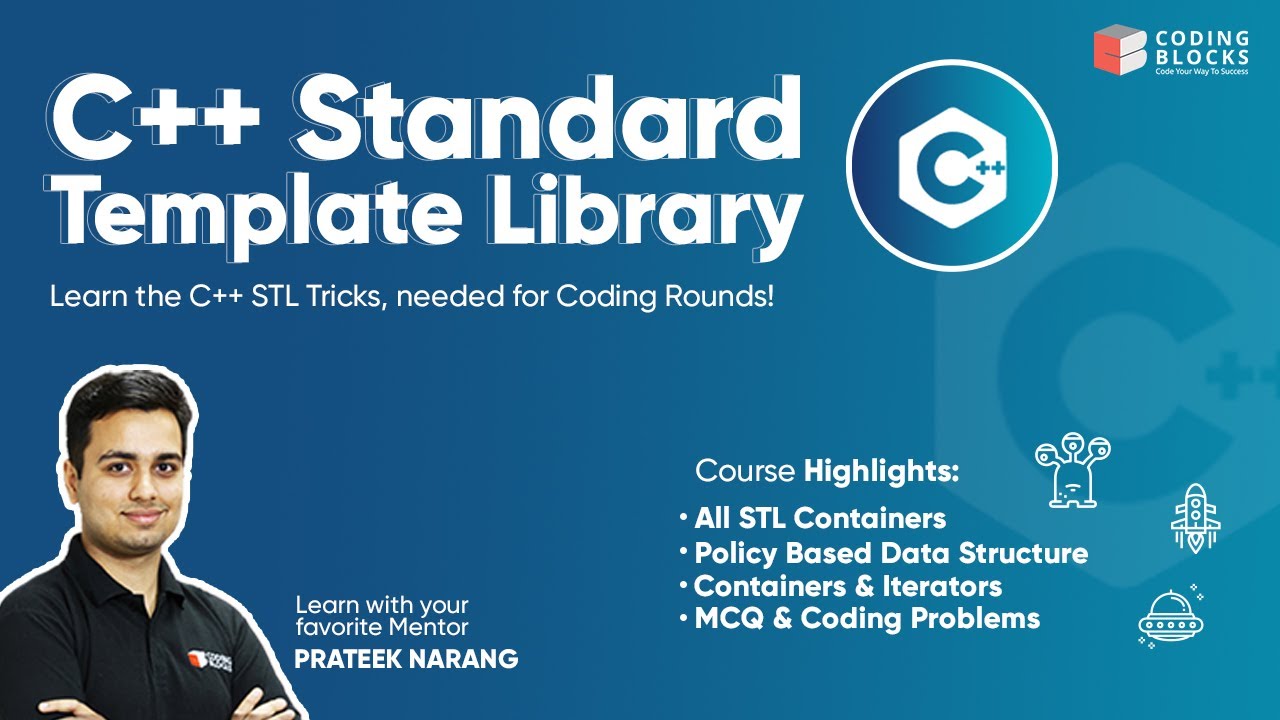 CODING
BLOCKS
Code Your Way To Success
C++ Standard
Template Library
C++
Learn the C++ STL Tricks, needed for Coding Rounds!
C++
Course Highlights:
• All STL Containers
• Policy Based Data Structure
• Containers & Iterators
• MCQ & Coding Problems
Learn with your
favorite Mentor
PRATEEK NARANG
CODING
BLOCKS